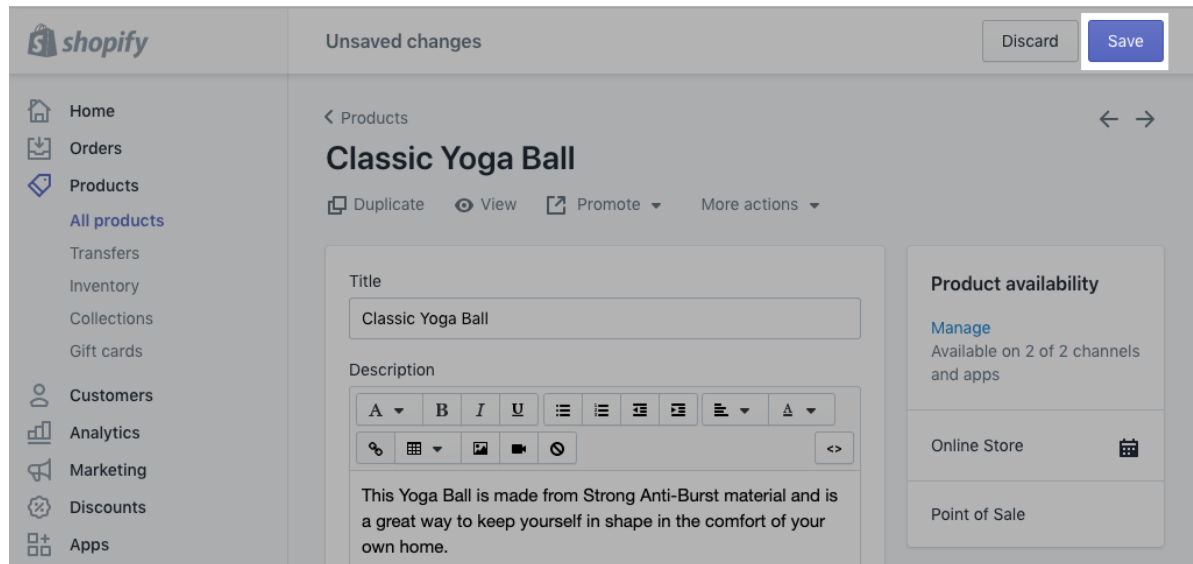 shopify
Unsaved changes
Discard
Save
Home
Orders
Products
All products
Transfers
Inventory
Collections
Gift cards
Customers
Analytics
Marketing
Discounts
Apps
Products
Classic Yoga Ball
Duplicate
View
Promote
More actions
Title
Classic Yoga Ball
Description
A B I U A
This Yoga Ball is made from Strong Anti-Burst material and is
a great way to keep yourself in shape in the comfort of your
own home.
Product availability
Manage
Available on 2 of 2 channels
and apps
Online Store
Point of Sale